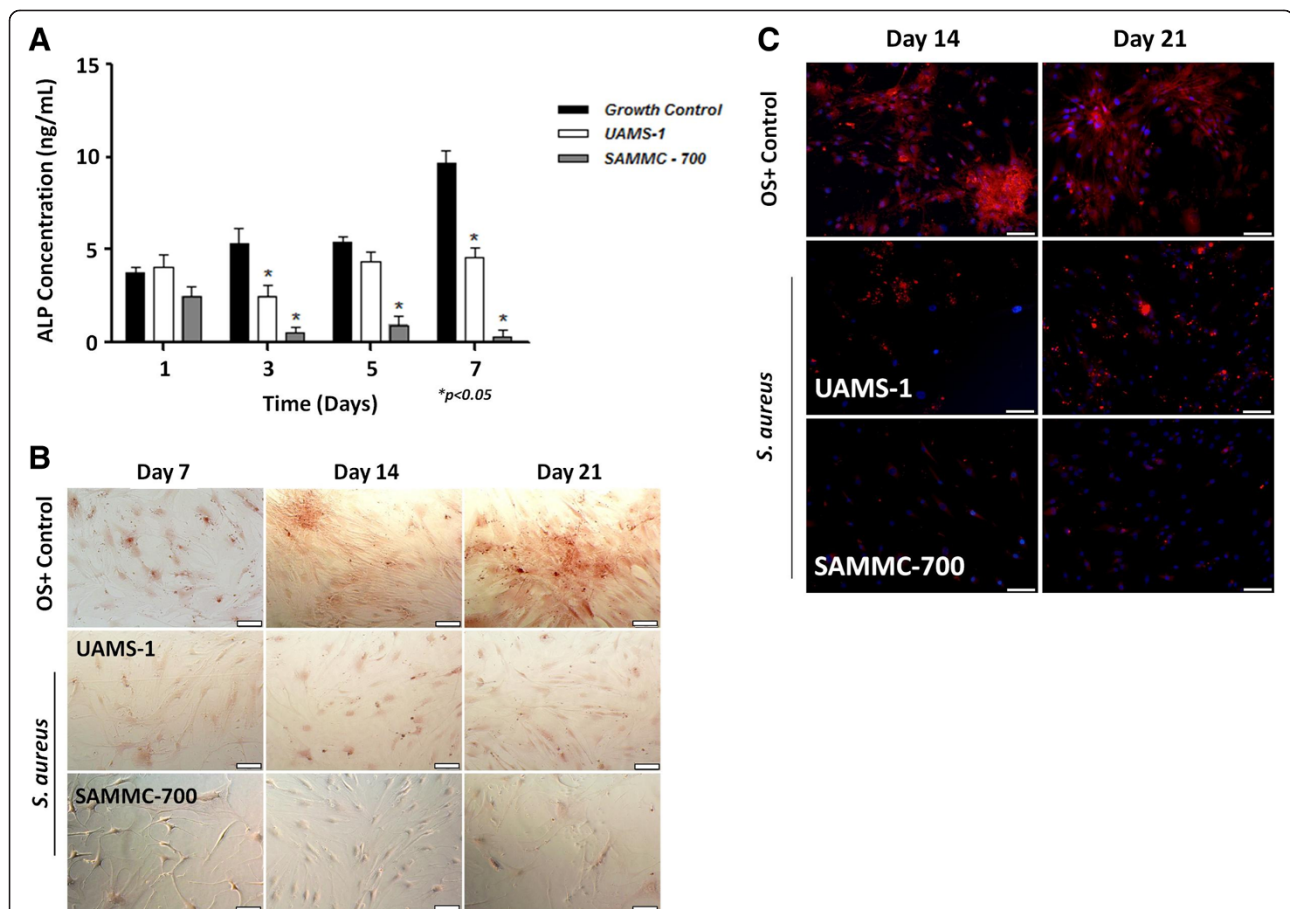 A
15
10
5
0
ALP Concentration (ng/mL)
Growth Control
UAMS-1
SAMMC - 700
*
*
*
*
*
1
3
5
7
Time (Days)
*p<0.05
B
Day 7
Day 14
Day 21
OS+ Control
S. aureus
UAMS-1
SAMMC-700
C
Day 14
Day 21
OS+ Control
S. aureus
UAMS-1
SAMMC-700